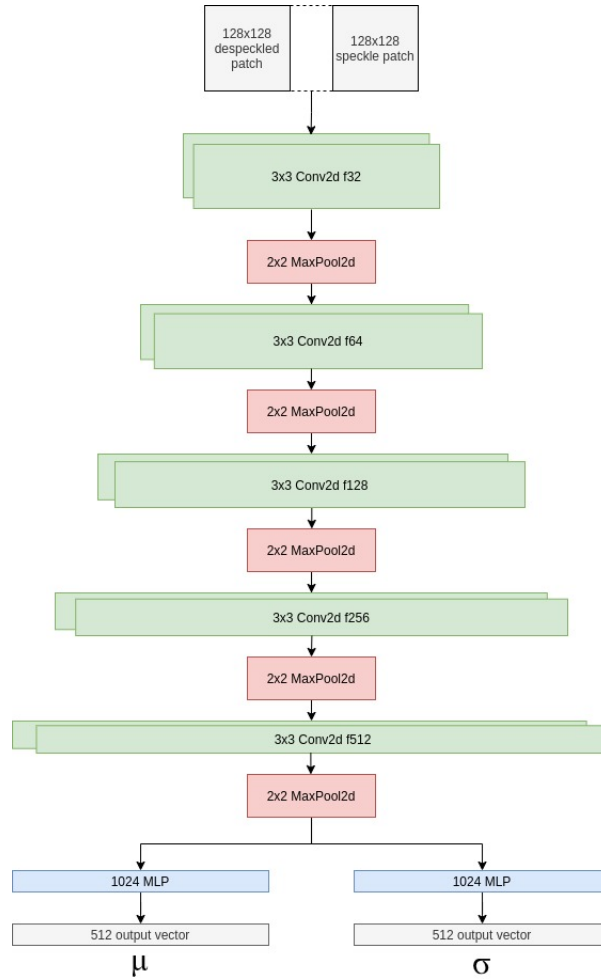 128x128
despeckled
patch
128x128
speckle patch
3x3 Conv2d f32
2x2 MaxPool2d
3x3 Conv2d f64
2x2 MaxPool2d
3x3 Conv2d f128
2x2 MaxPool2d
3x3 Conv2d f256
2x2 MaxPool2d
3x3 Conv2d f512
2x2 MaxPool2d
1024 MLP
1024 MLP
512 output vector
512 output vector
μ
σ